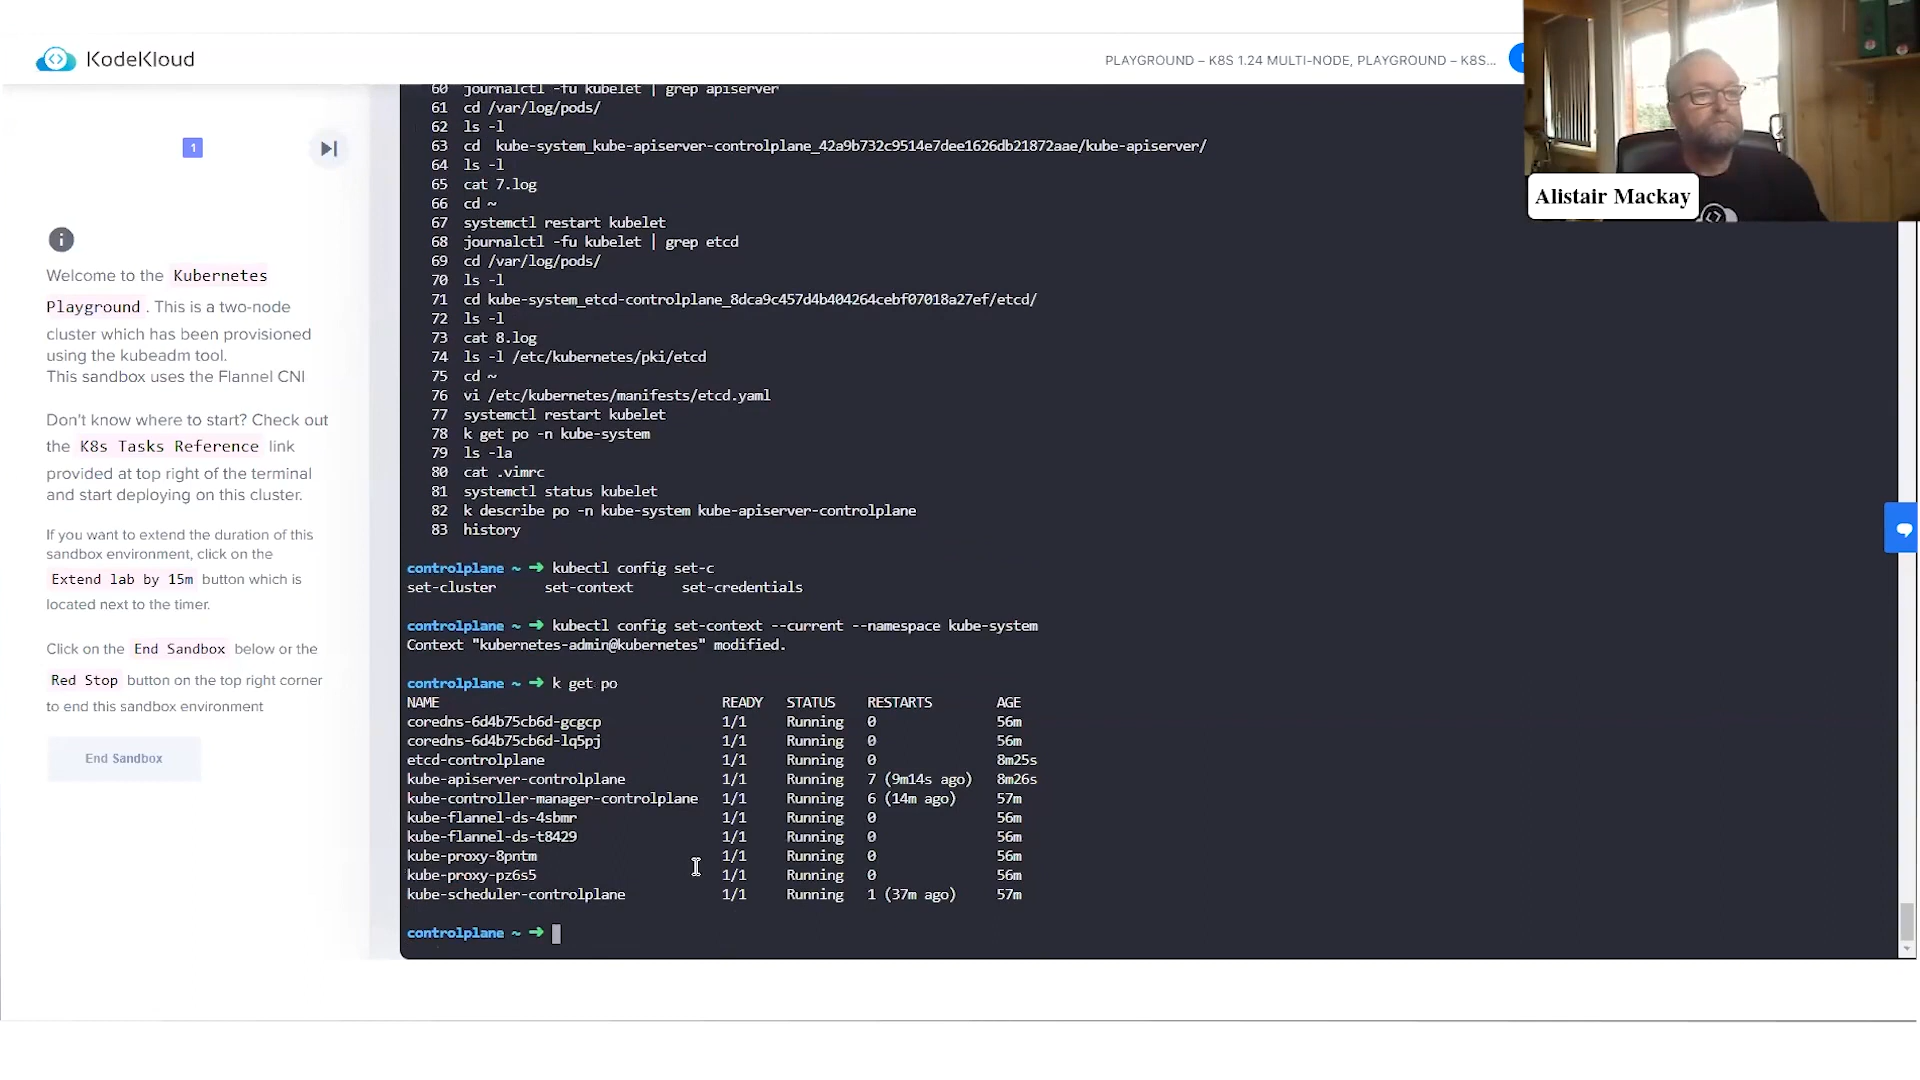 KodeKloud
PLAYGROUND – K8S 1.24 MULTI-NODE, PLAYGROUND – K8S...
Alistair Mackay
1
Welcome to the Kubernetes
Playground. This is a two-node
cluster which has been provisioned
using the kubeadm tool.
This sandbox uses the Flannel CNI
Don't know where to start? Check out
the K8s Tasks Reference link
provided at top right of the terminal
and start deploying on this cluster.
If you want to extend the duration of this
sandbox environment, click on the
Extend lab by 15m button which is
located next to the timer.
Click on the End Sandbox below or the
Red Stop button on the top right corner
to end this sandbox environment
End Sandbox
60 journalctl -fu kubelet | grep apiserver
61 cd /var/log/pods/
62 ls -l
63 cd kube-system_kube-apiserver-controlplane_42a9b732c9514e7dee1626db21872aae/kube-apiserver/
64 ls -l
65 cat 7.log
66 cd ~
67 systemctl restart kubelet
68 journalctl -fu kubelet | grep etcd
69 cd /var/log/pods/
70 ls -l
71 cd kube-system_etcd-controlplane_8dca9c457d4b404264cebf07018a27ef/etcd/
72 ls -l
73 cat 8.log
74 ls -l /etc/kubernetes/pki/etcd
75 cd ~
76 vi /etc/kubernetes/manifests/etcd.yaml
77 systemctl restart kubelet
78 k get po -n kube-system
79 ls -la
80 cat .vimrc
81 systemctl status kubelet
82 k describe po -n kube-system kube-apiserver-controlplane
83 history
controlplane ~ ➜ kubectl config set-c
set-cluster set-context set-credentials
controlplane ~ ➜ kubectl config set-context --current --namespace kube-system
Context "kubernetes-admin@kubernetes" modified.
controlplane ~ ➜ k get po
NAME READY STATUS RESTARTS AGE
coredns-6d4b75cb6d-gcgcp 1/1 Running 0 56m
coredns-6d4b75cb6d-lq5pj 1/1 Running 0 56m
etcd-controlplane 1/1 Running 0 8m25s
kube-apiserver-controlplane 1/1 Running 7 (9m14s ago) 8m26s
kube-controller-manager-controlplane 1/1 Running 6 (14m ago) 57m
kube-flannel-ds-4sbmr 1/1 Running 0 56m
kube-flannel-ds-t8429 1/1 Running 0 56m
kube-proxy-8pntm 1/1 Running 0 56m
kube-proxy-pz6s5 1/1 Running 0 56m
kube-scheduler-controlplane 1/1 Running 1 (37m ago) 57m
controlplane ~ ➜